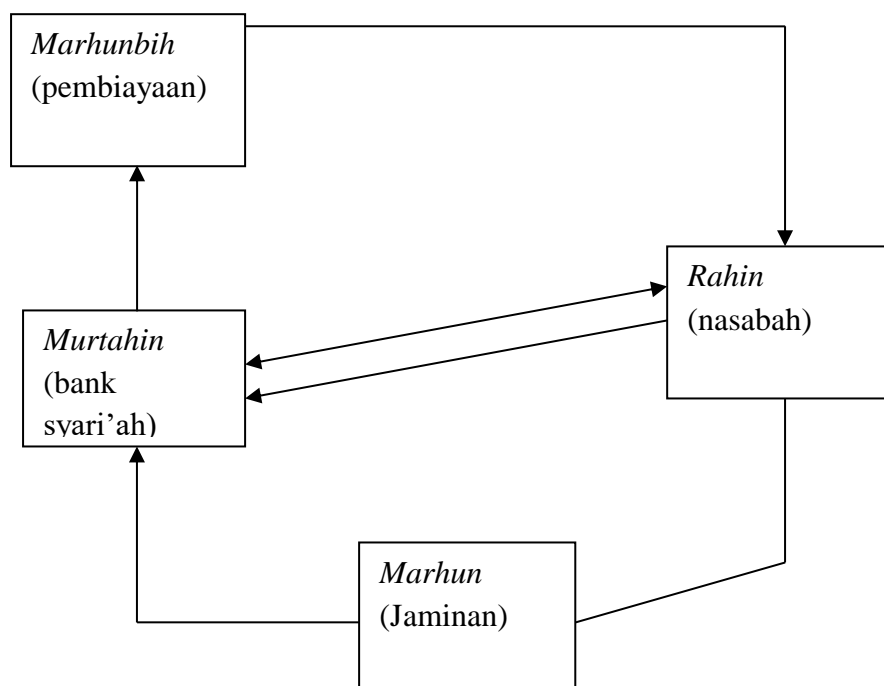 Marhunbih
(pembiayaan)
Rahin
(nasabah)
Murtahin
(bank
syari’ah)
Marhun
(Jaminan)